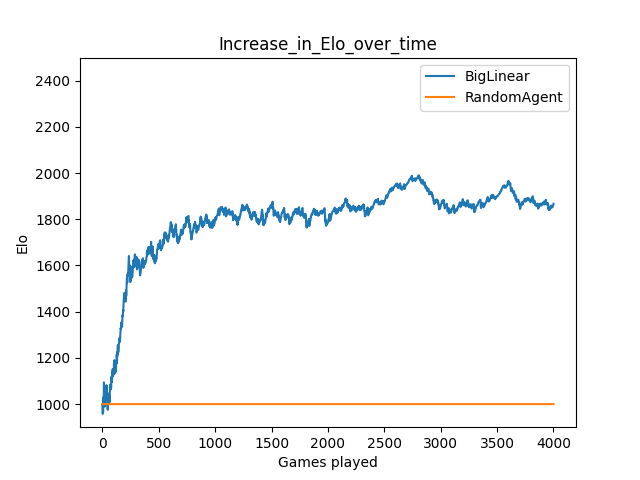 Increase_in_Elo_over_time
BigLinear
RandomAgent
2400
2200
2000
1800
1600
1400
1200
1000
Elo
0 500 1000 1500 2000 2500 3000 3500 4000
Games played